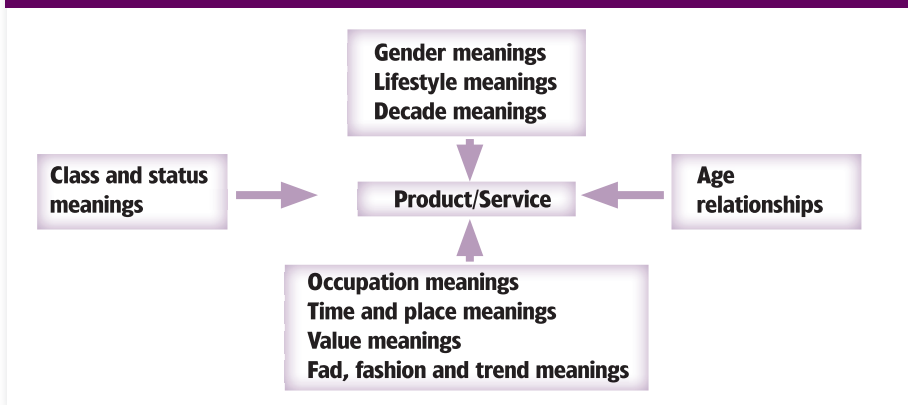 Gender meanings
Lifestyle meanings
Decade meanings
Class and status
meanings
Product/Service
Age
relationships
Occupation meanings
Time and place meanings
Value meanings
Fad, fashion and trend meanings